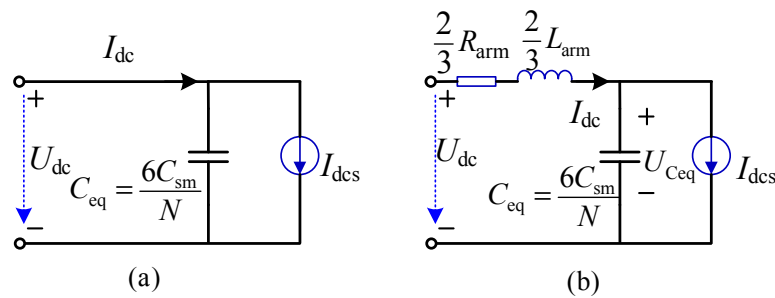 I_dc
+
U_dc
C_eq = 6C_sm/N
I_dcs
−
(a)
2/3 R_arm 2/3 L_arm
I_dc
+
+
U_dc
U_Ceq
C_eq = 6C_sm/N
I_dcs
−
−
(b)